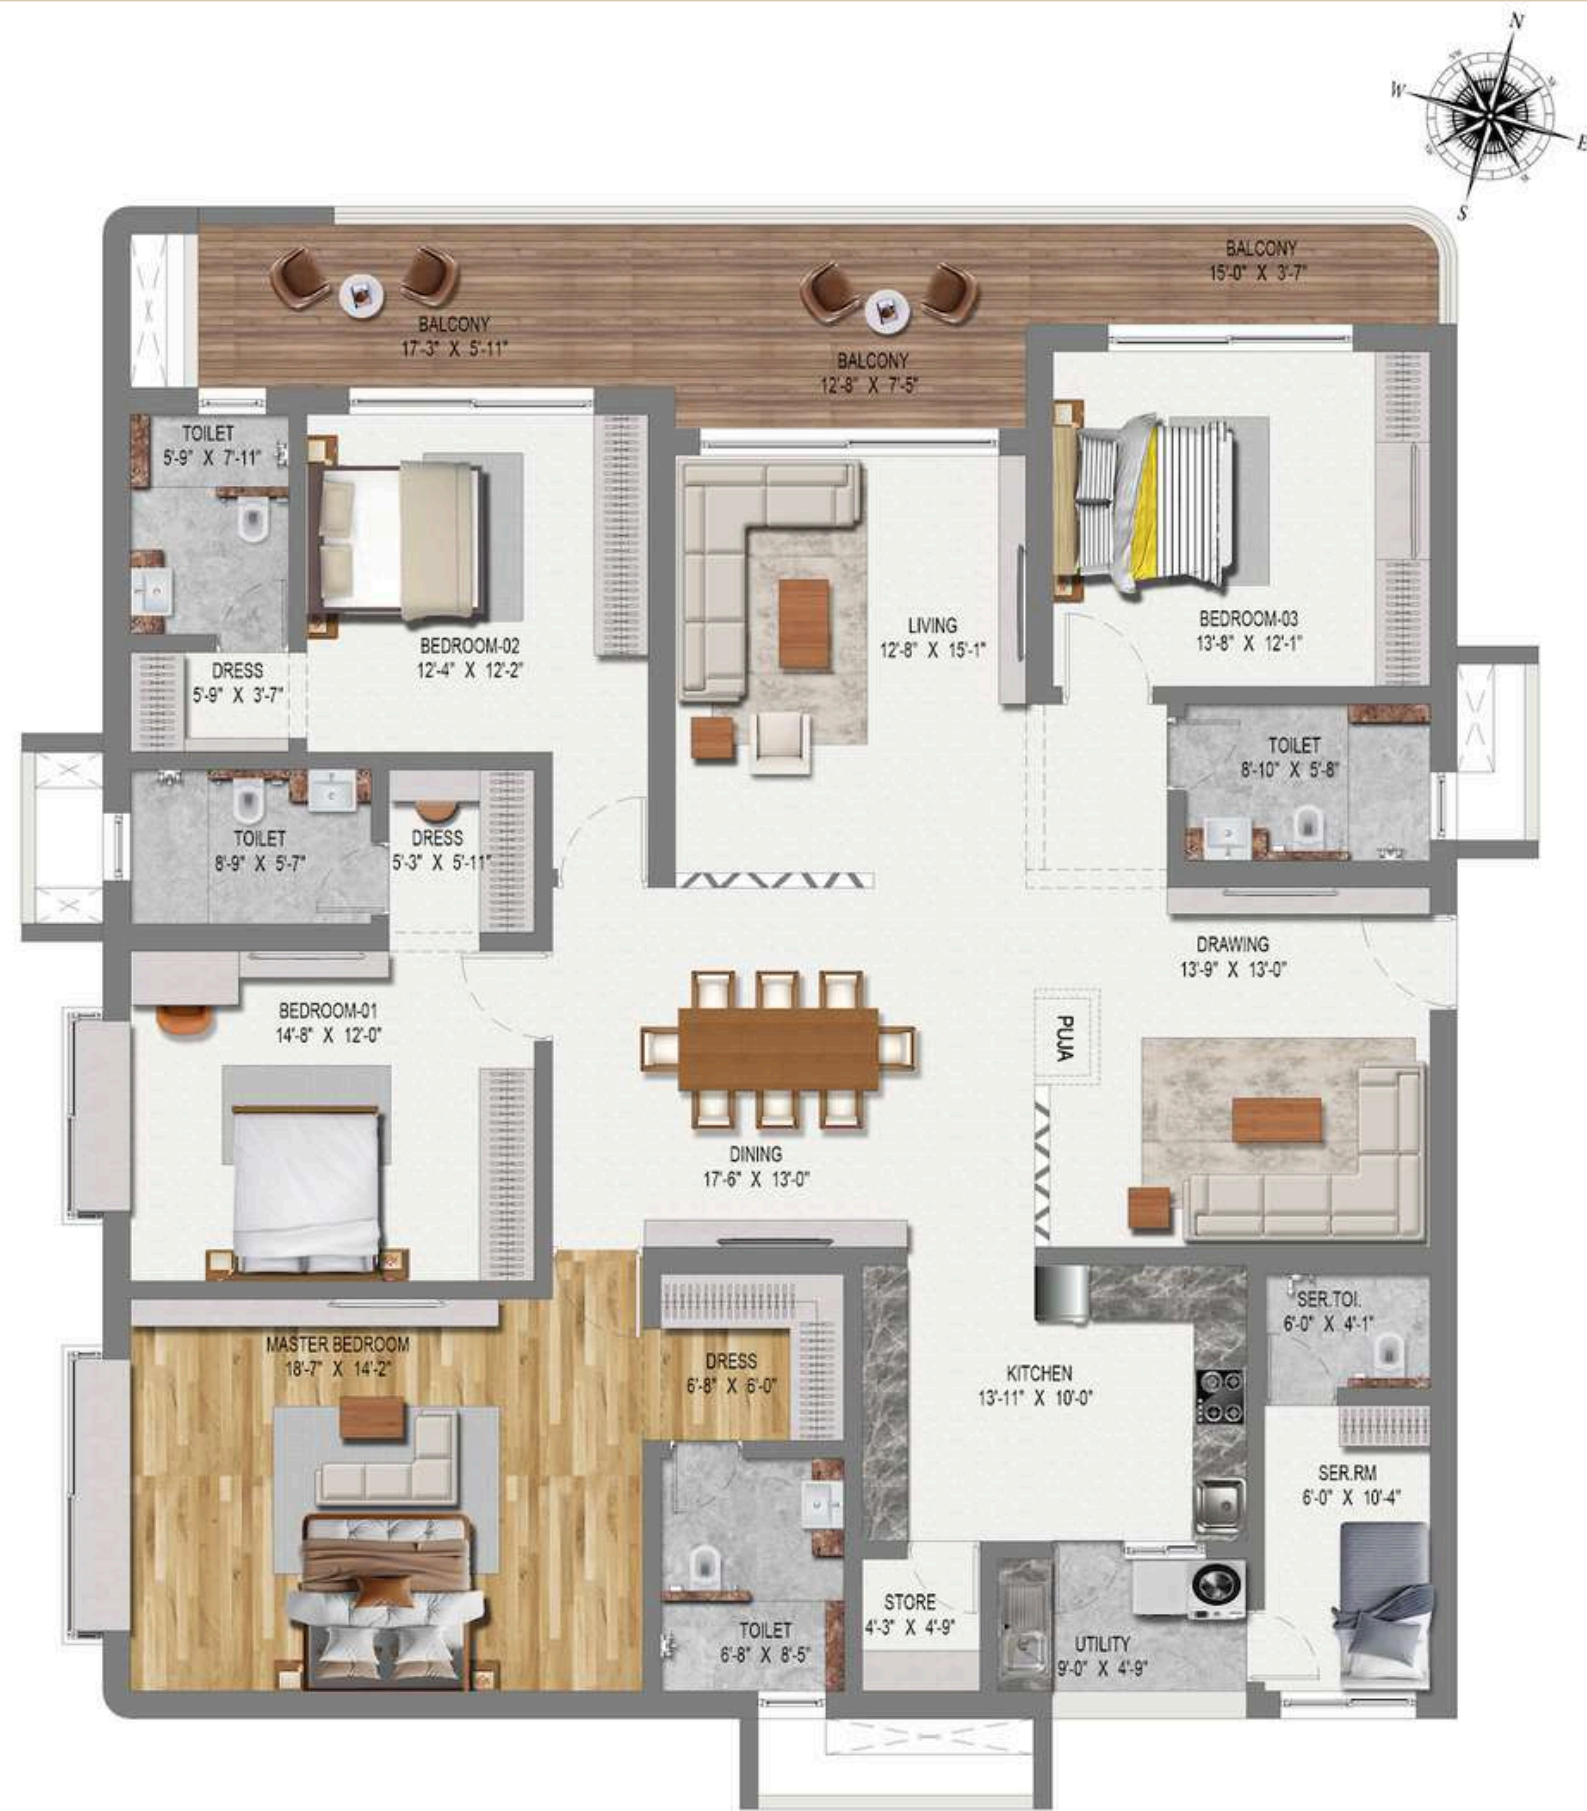 N
W
E
S
BALCONY
15'-0" X 3'-7"
BALCONY
17'-3" X 5'-11"
BALCONY
12'-8" X 7'-5"
TOILET
5'-9" X 7'-11"
BEDROOM-02
12'-4" X 12'-2"
LIVING
12'-8" X 15'-1"
BEDROOM-03
13'-8" X 12'-1"
DRESS
5'-9" X 3'-7"
TOILET
8'-10" X 5'-8"
TOILET
8'-9" X 5'-7"
DRESS
5'-3" X 5'-11"
DRAWING
13'-9" X 13'-0"
BEDROOM-01
14'-8" X 12'-0"
PUJA
DINING
17'-6" X 13'-0"
SER.TOI.
6'-0" X 4'-1"
MASTER BEDROOM
18'-7" X 14'-2"
DRESS
6'-8" X 6'-0"
KITCHEN
13'-11" X 10'-0"
SER.RM
6'-0" X 10'-4"
STORE
4'-3" X 4'-9"
TOILET
6'-8" X 8'-5"
UTILITY
9'-0" X 4'-9"